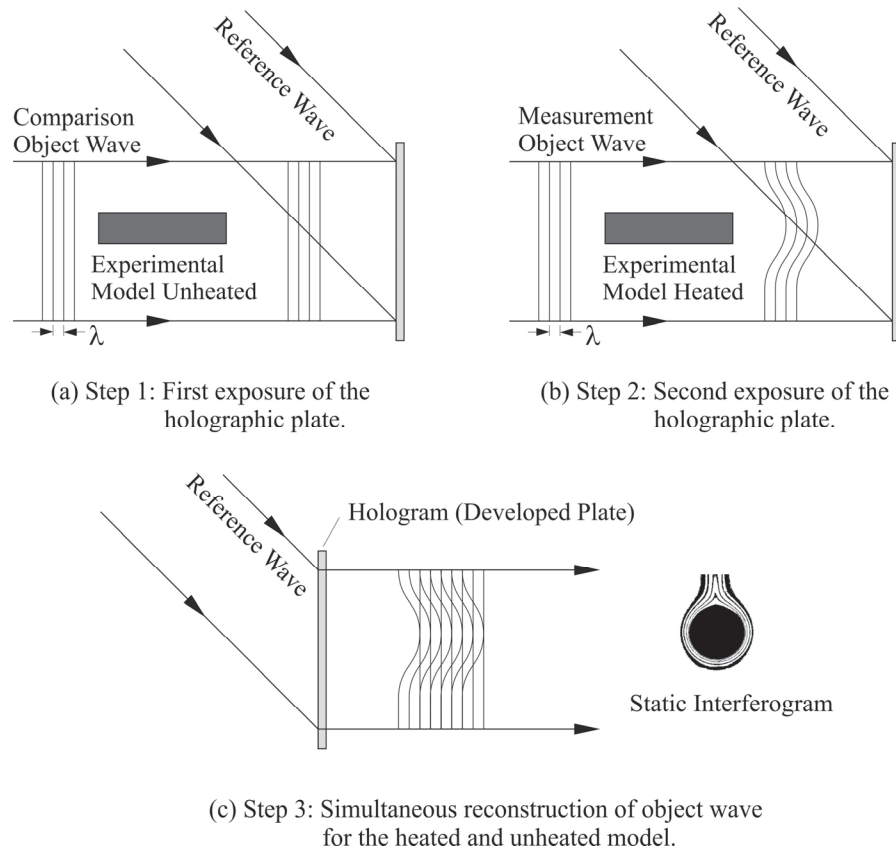 Reference Wave
Comparison
Object Wave
Experimental
Model Unheated
λ
(a) Step 1: First exposure of the
holographic plate.
Reference Wave
Measurement
Object Wave
Experimental
Model Heated
λ
(b) Step 2: Second exposure of the
holographic plate.
Reference Wave
Hologram (Developed Plate)
Static Interferogram
(c) Step 3: Simultaneous reconstruction of object wave
for the heated and unheated model.